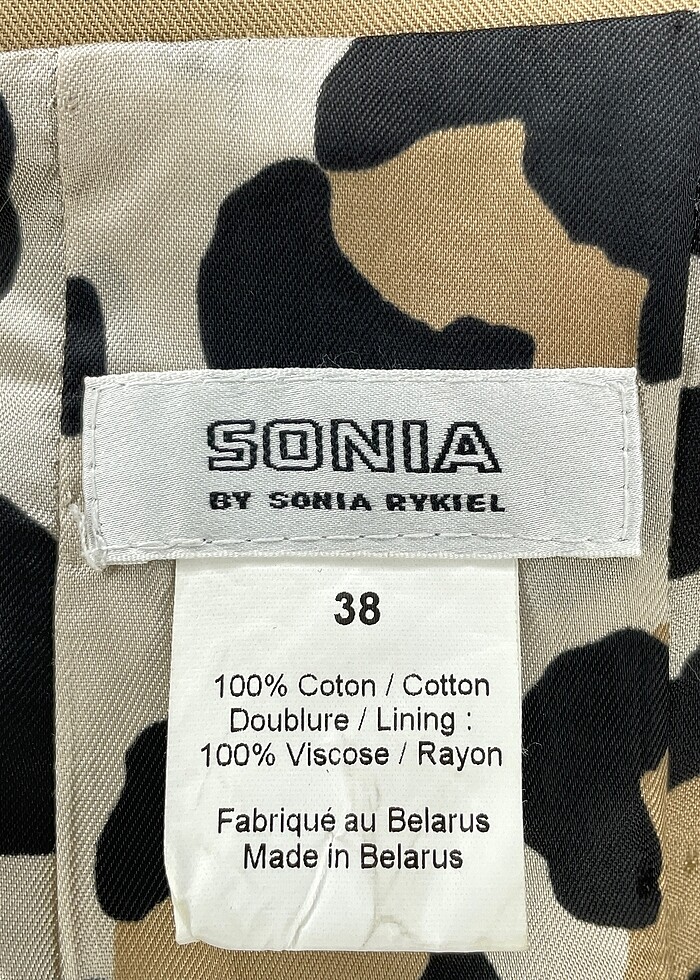 SONIA
BY SONIA RYKIEL
38
100% Coton / Cotton
Doublure / Lining :
100% Viscose / Rayon
Fabriqué au Belarus
Made in Belarus